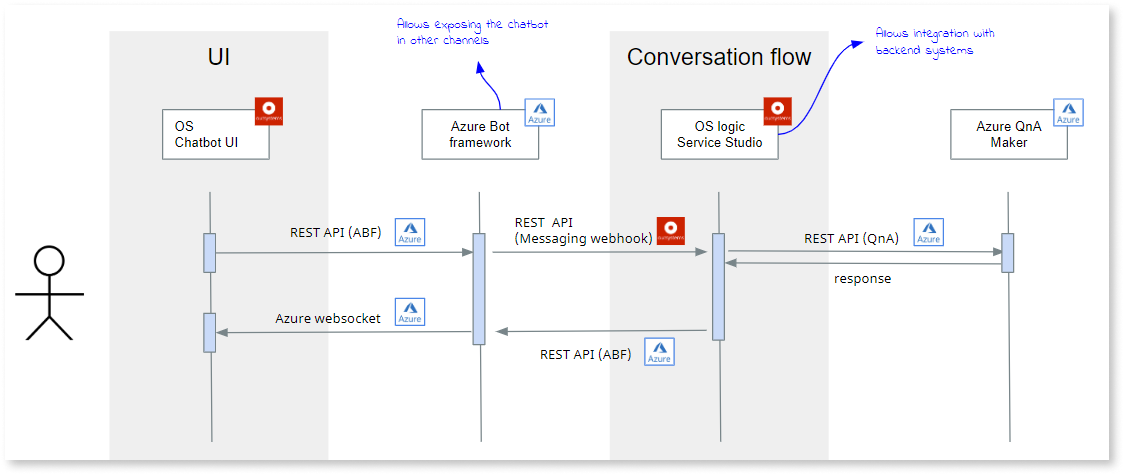 Allows exposing the chatbot
in other channels
Allows integration with
backend systems
UI
Conversation flow
OS
Chatbot UI
Azure
Azure Bot
framework
OS logic
Service Studio
Azure
Azure QnA
Maker
REST API (ABF)
Azure
REST API
(Messaging webhook)
REST API (QnA)
Azure
response
Azure websocket
Azure
REST API (ABF)
Azure